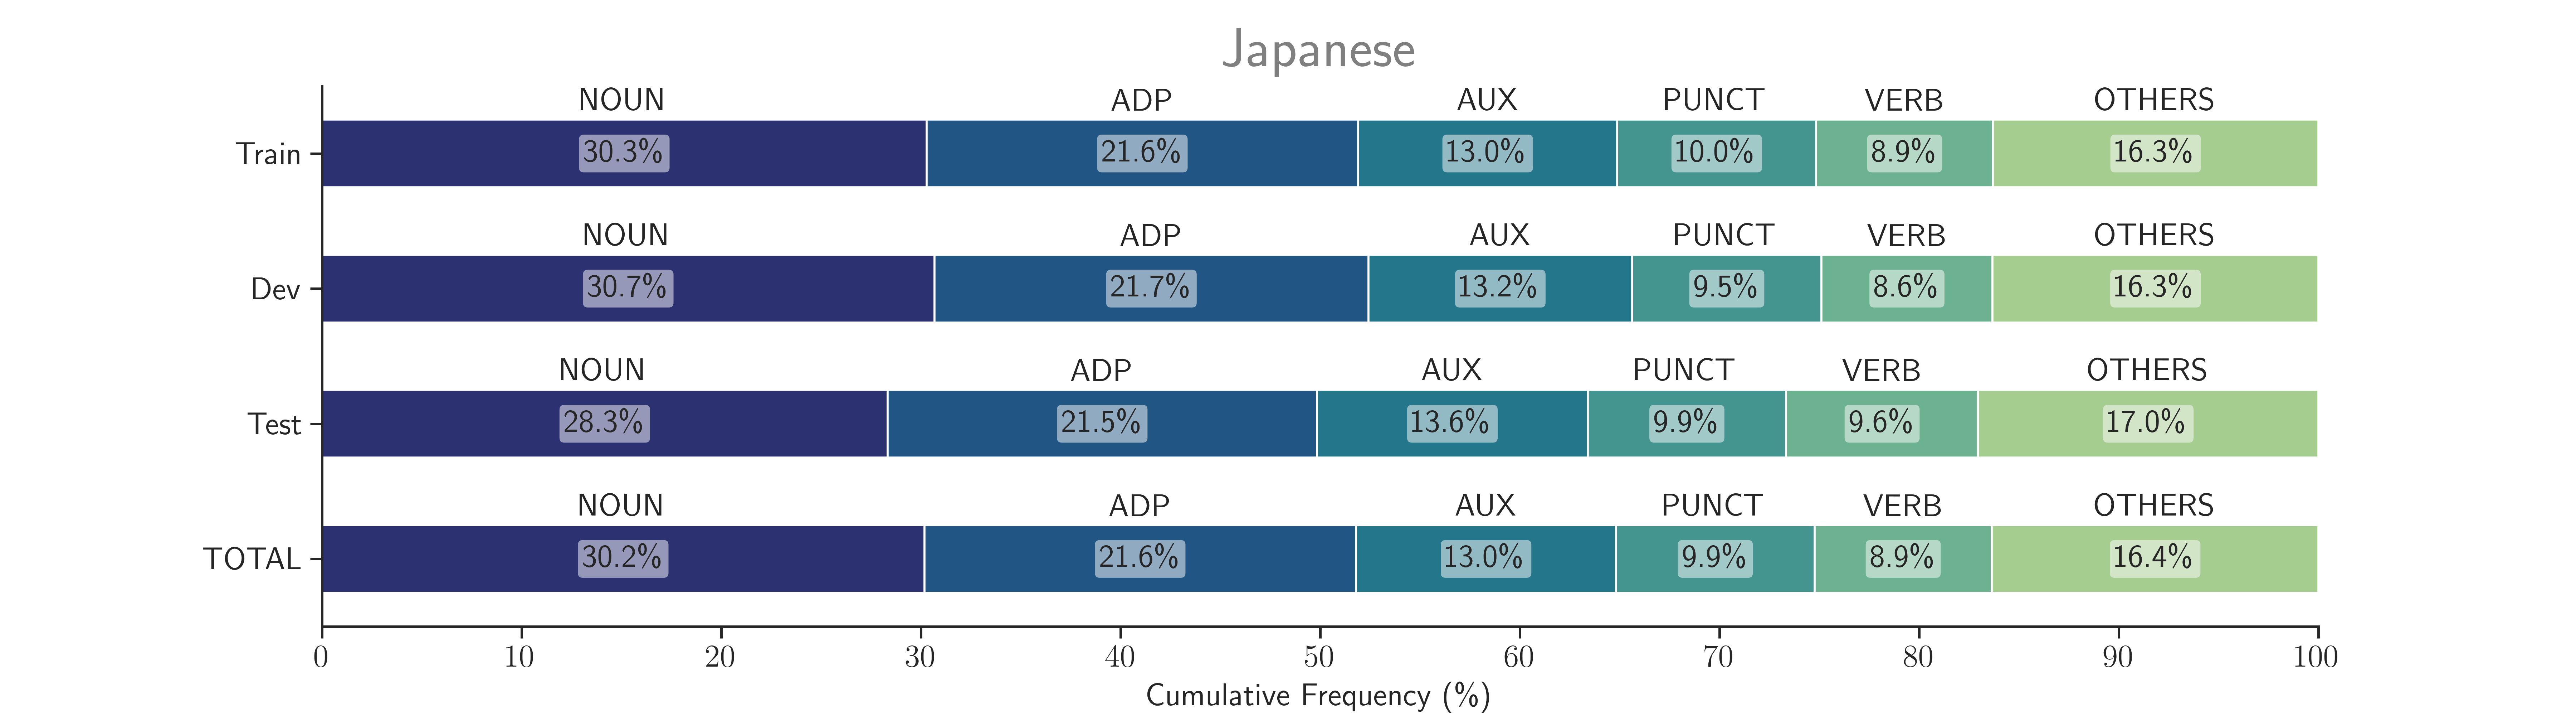 Japanese
NOUN ADP AUX PUNCT VERB OTHERS
Train 30.3% 21.6% 13.0% 10.0% 8.9% 16.3%
NOUN ADP AUX PUNCT VERB OTHERS
Dev 30.7% 21.7% 13.2% 9.5% 8.6% 16.3%
NOUN ADP AUX PUNCT VERB OTHERS
Test 28.3% 21.5% 13.6% 9.9% 9.6% 17.0%
NOUN ADP AUX PUNCT VERB OTHERS
TOTAL 30.2% 21.6% 13.0% 9.9% 8.9% 16.4%
0 10 20 30 40 50 60 70 80 90 100
Cumulative Frequency (%)